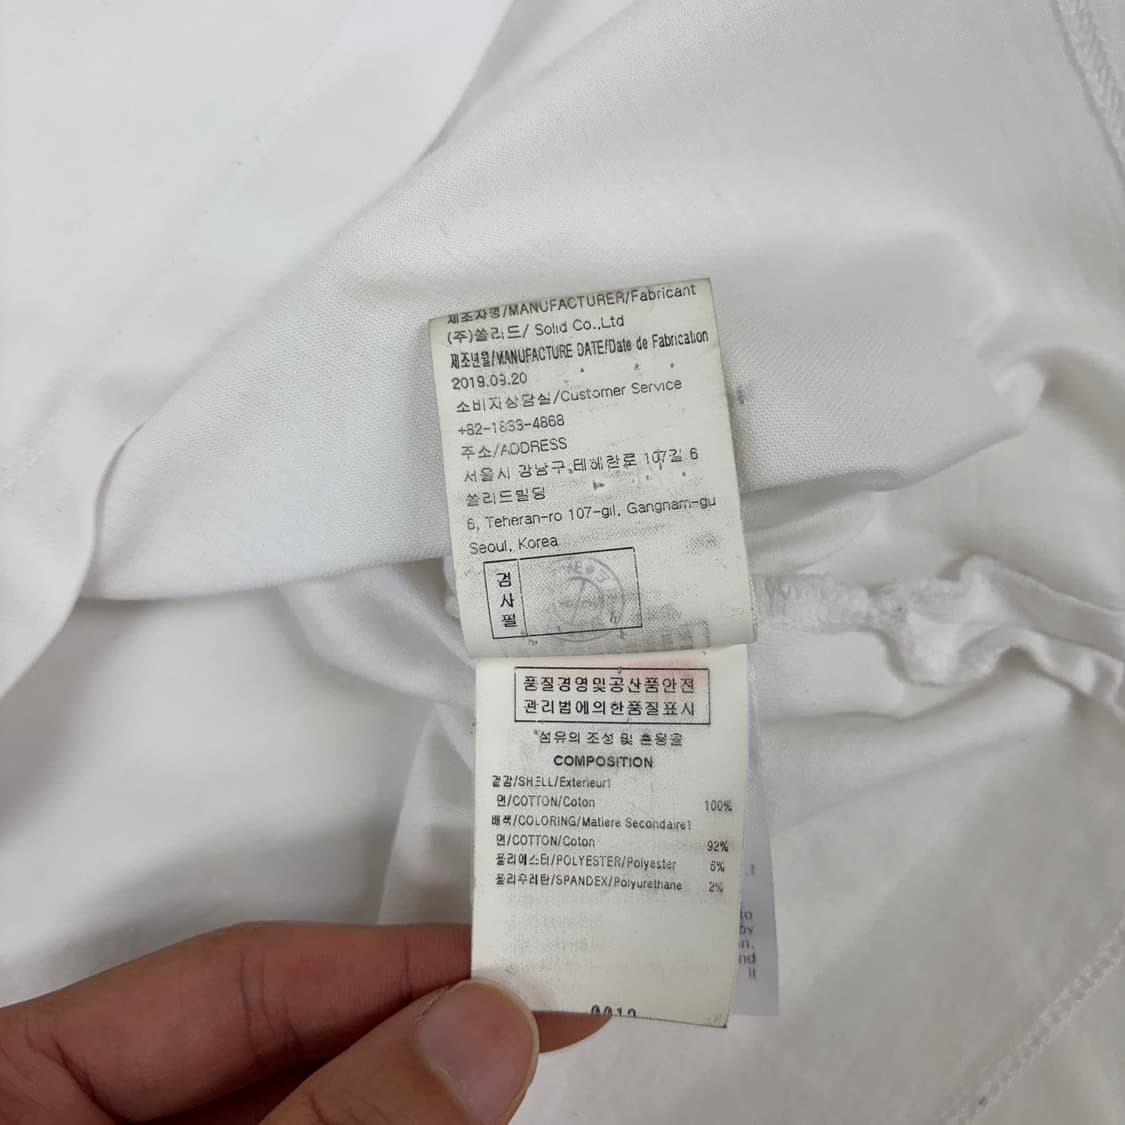 제조자명/MANUFACTURER/Fabricant
(주)쏠리드/ Solid Co.,Ltd
제조년월/MANUFACTURE DATE/Date de Fabrication
2019.03.20
소비자상담실/Customer Service
+82-1833-4868
주소/ADDRESS
서울시 강남구 테헤란로 107길 6
쏠리드빌딩
6, Teheran-ro 107-gil, Gangnam-gu
Seoul, Korea
검
사
필
품질경영및공산품안전
관리법에의한품질표시
*섬유의 조성 및 혼용율
COMPOSITION
겉감/SHELL/Exterieur1
면/COTTON/Coton 100%
배색/COLORING/Matiere Secondaire1
면/COTTON/Coton 92%
폴리에스터/POLYESTER/Polyester 6%
폴리우레탄/SPANDEX/Polyurethane 2%
0012